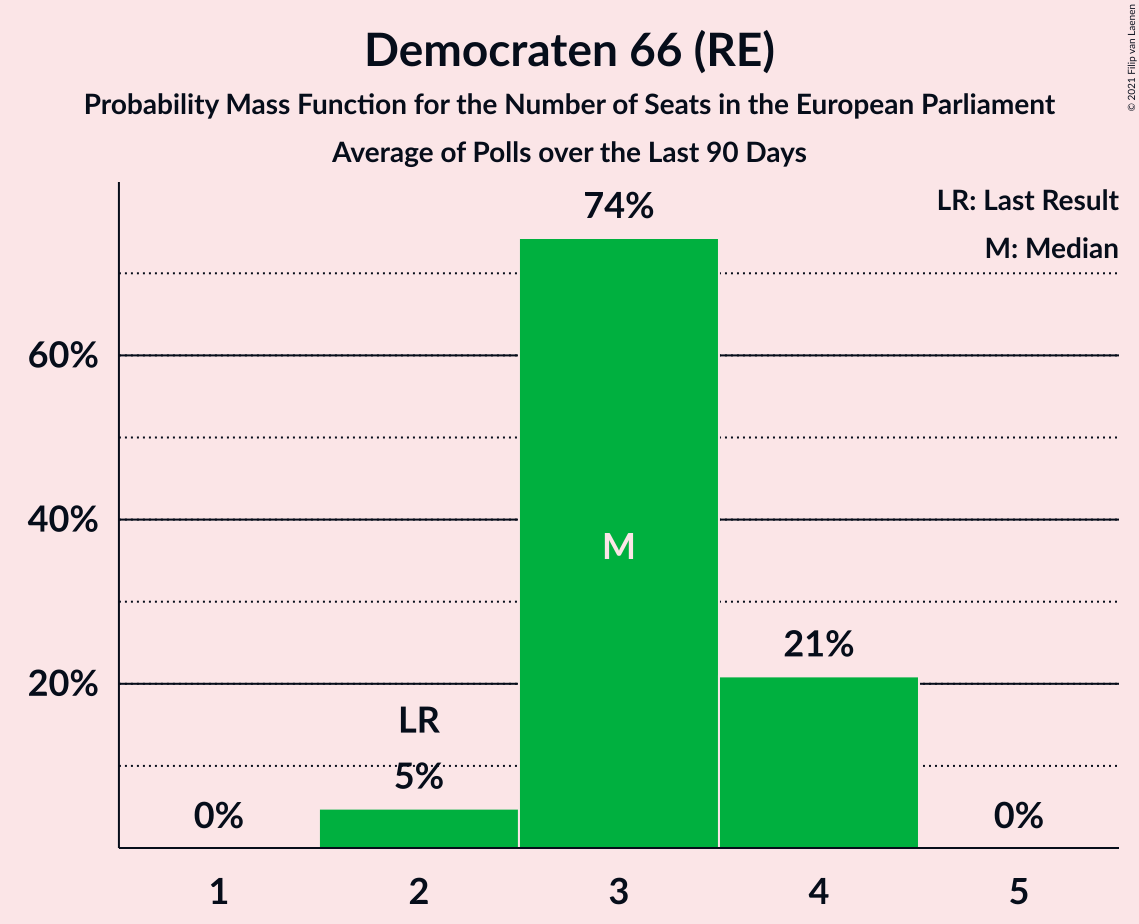 Democraten 66 (RE)
Probability Mass Function for the Number of Seats in the European Parliament
Average of Polls over the Last 90 Days
© 2021 Filip van Laenen
LR: Last Result
M: Median
74%
60%
40%
M
21%
20%
LR
5%
0%
0%
1 2 3 4 5